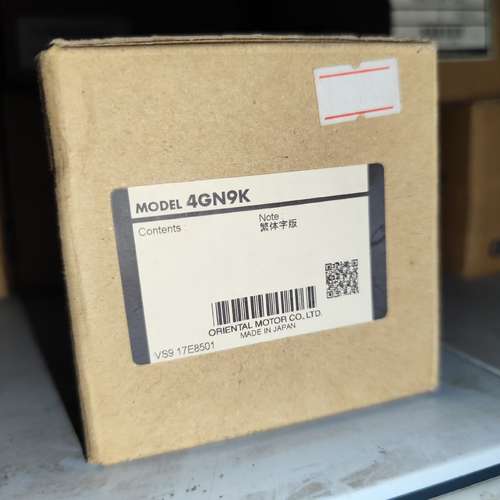 MODEL 4GN9K
Contents
Note
繁体字版
ORIENTAL MOTOR CO., LTD.
MADE IN JAPAN
VS9 17E8501